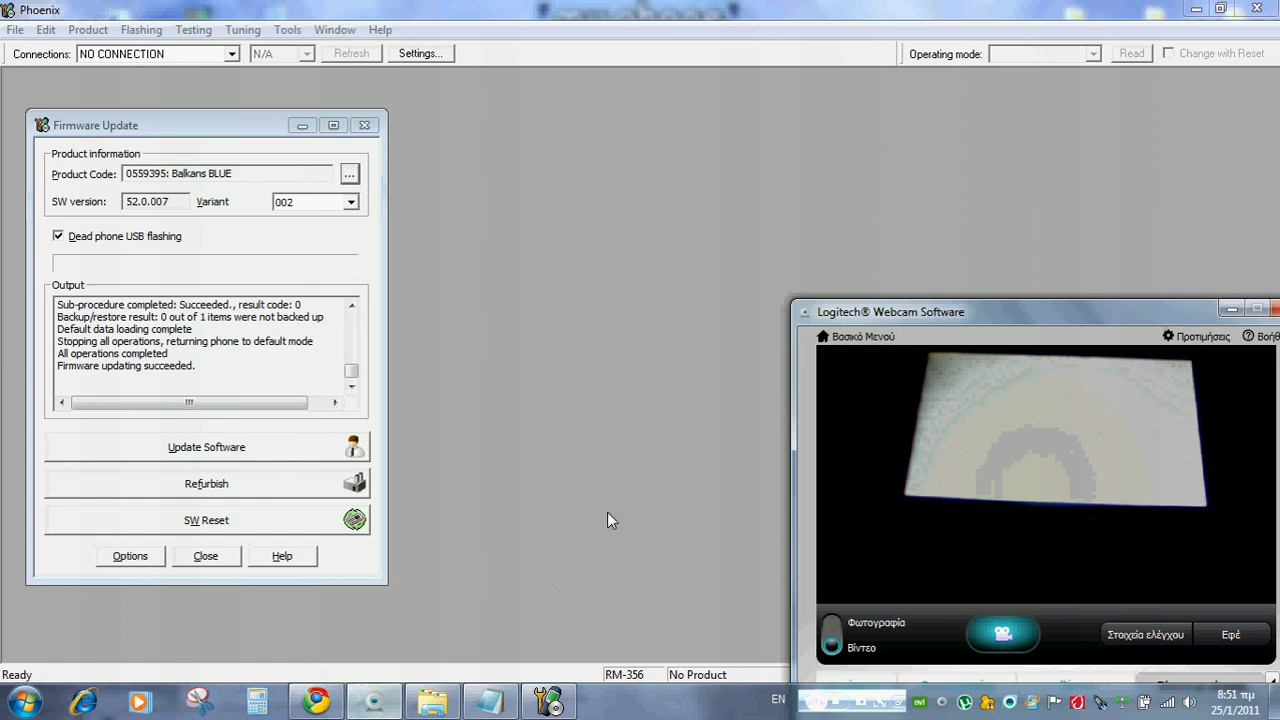 Phoenix
File Edit Product Flashing Testing Tuning Tools Window Help
Connections: NO CONNECTION N/A Refresh Settings... Operating mode: Read Change with Reset
Firmware Update
Product information
Product Code: 0559395: Balkans BLUE ...
SW version: 52.0.007 Variant 002
Dead phone USB flashing
Output
Sub-procedure completed: Succeeded., result code: 0
Backup/restore result: 0 out of 1 items were not backed up
Default data loading complete
Stopping all operations, returning phone to default mode
All operations completed
Firmware updating succeeded.
Update Software
Refurbish
SW Reset
Options Close Help
Logitech® Webcam Software
Βασικό Μενού Προτιμήσεις Βοήθ
Φωτογραφία
Βίντεο
Στοιχεία ελέγχου Εφέ
Ready RM-356 No Product
EN ovi 8:51 πμ
25/1/2011